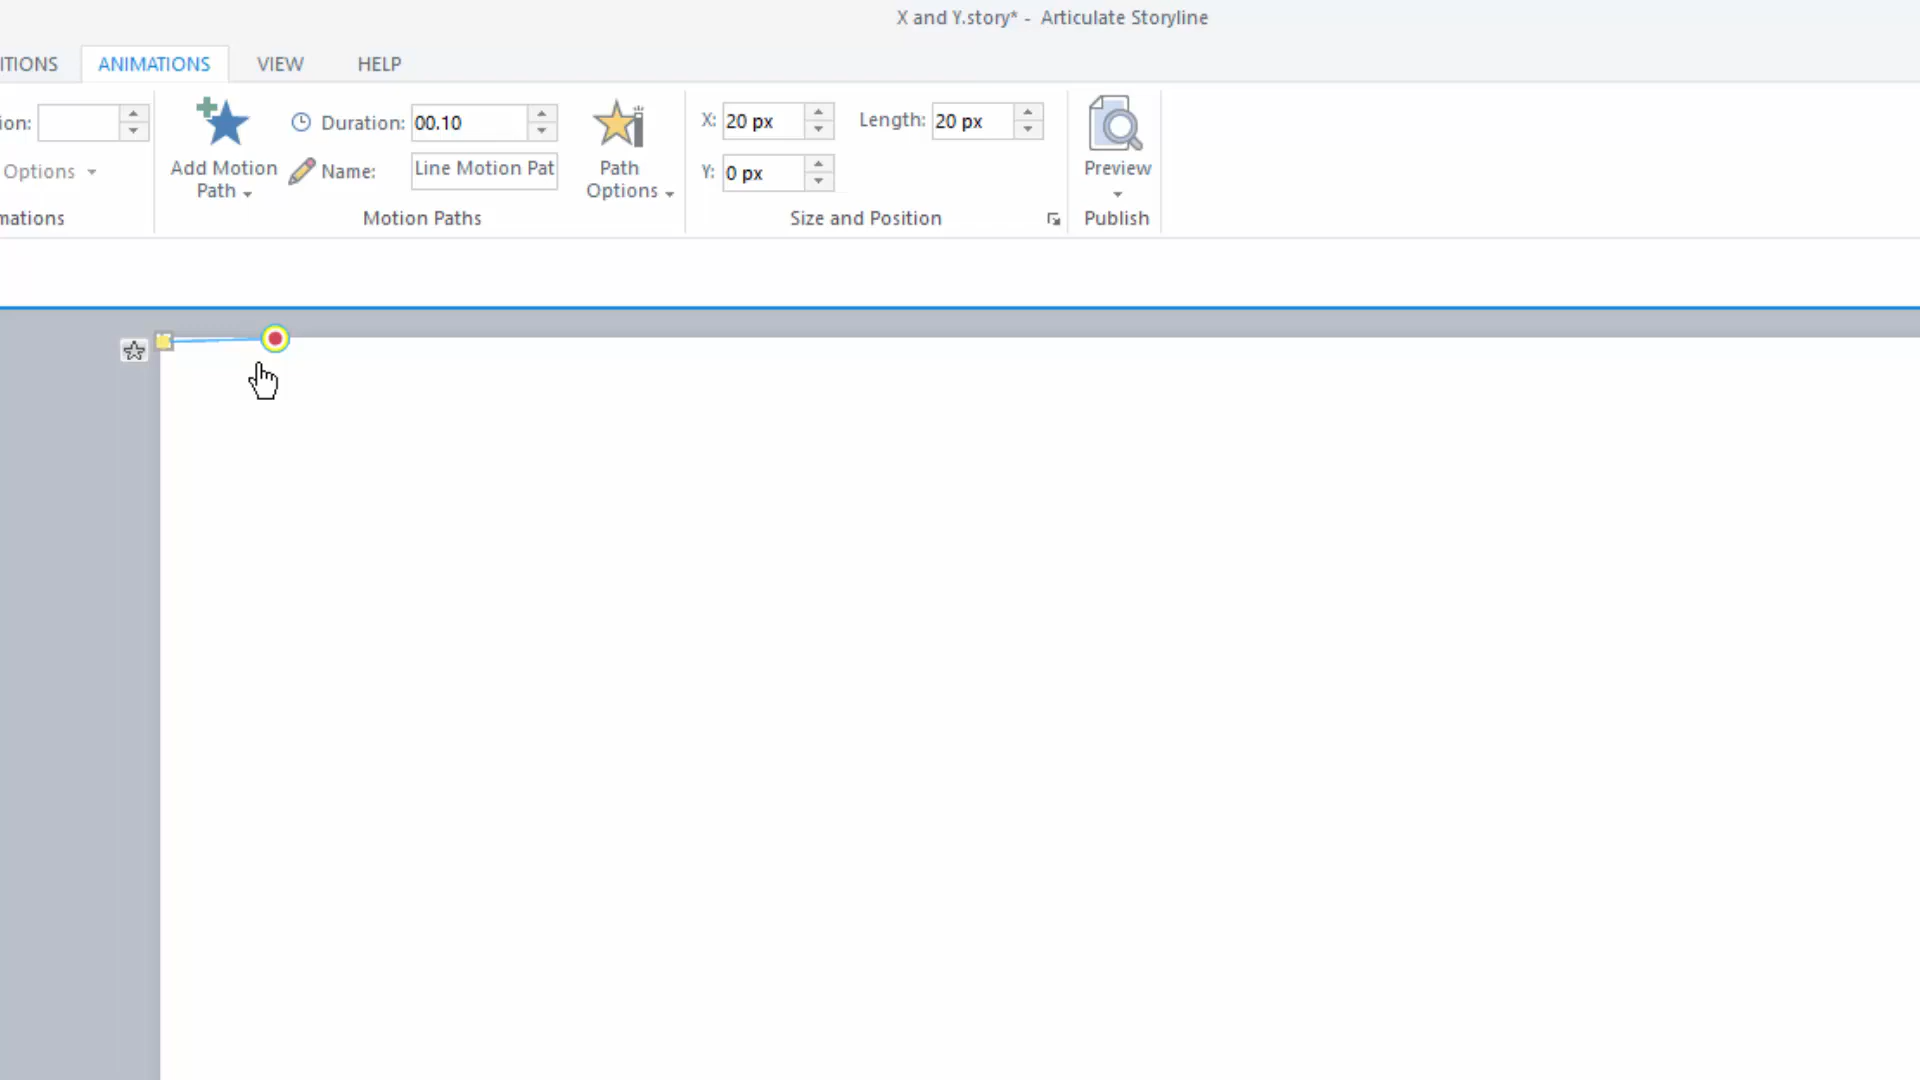 X and Y.story* - Articulate Storyline
ITIONS ANIMATIONS VIEW HELP
ion: Duration: 00.10 X: 20 px Length: 20 px
Options Add Motion Path Name: Line Motion Pat Path Options Y: 0 px Preview
mations Motion Paths Size and Position Publish